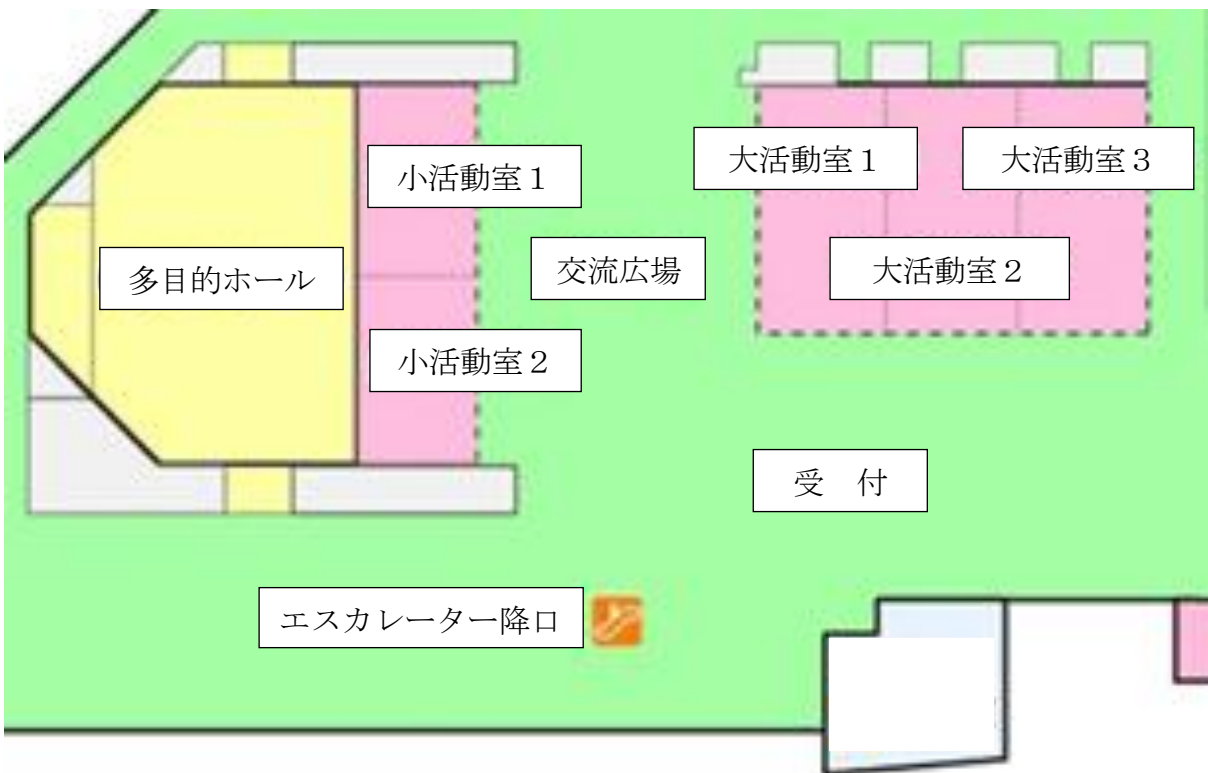 小活動室１
大活動室１
大活動室３
多目的ホール
交流広場
大活動室２
小活動室２
受　付
エスカレーター降口